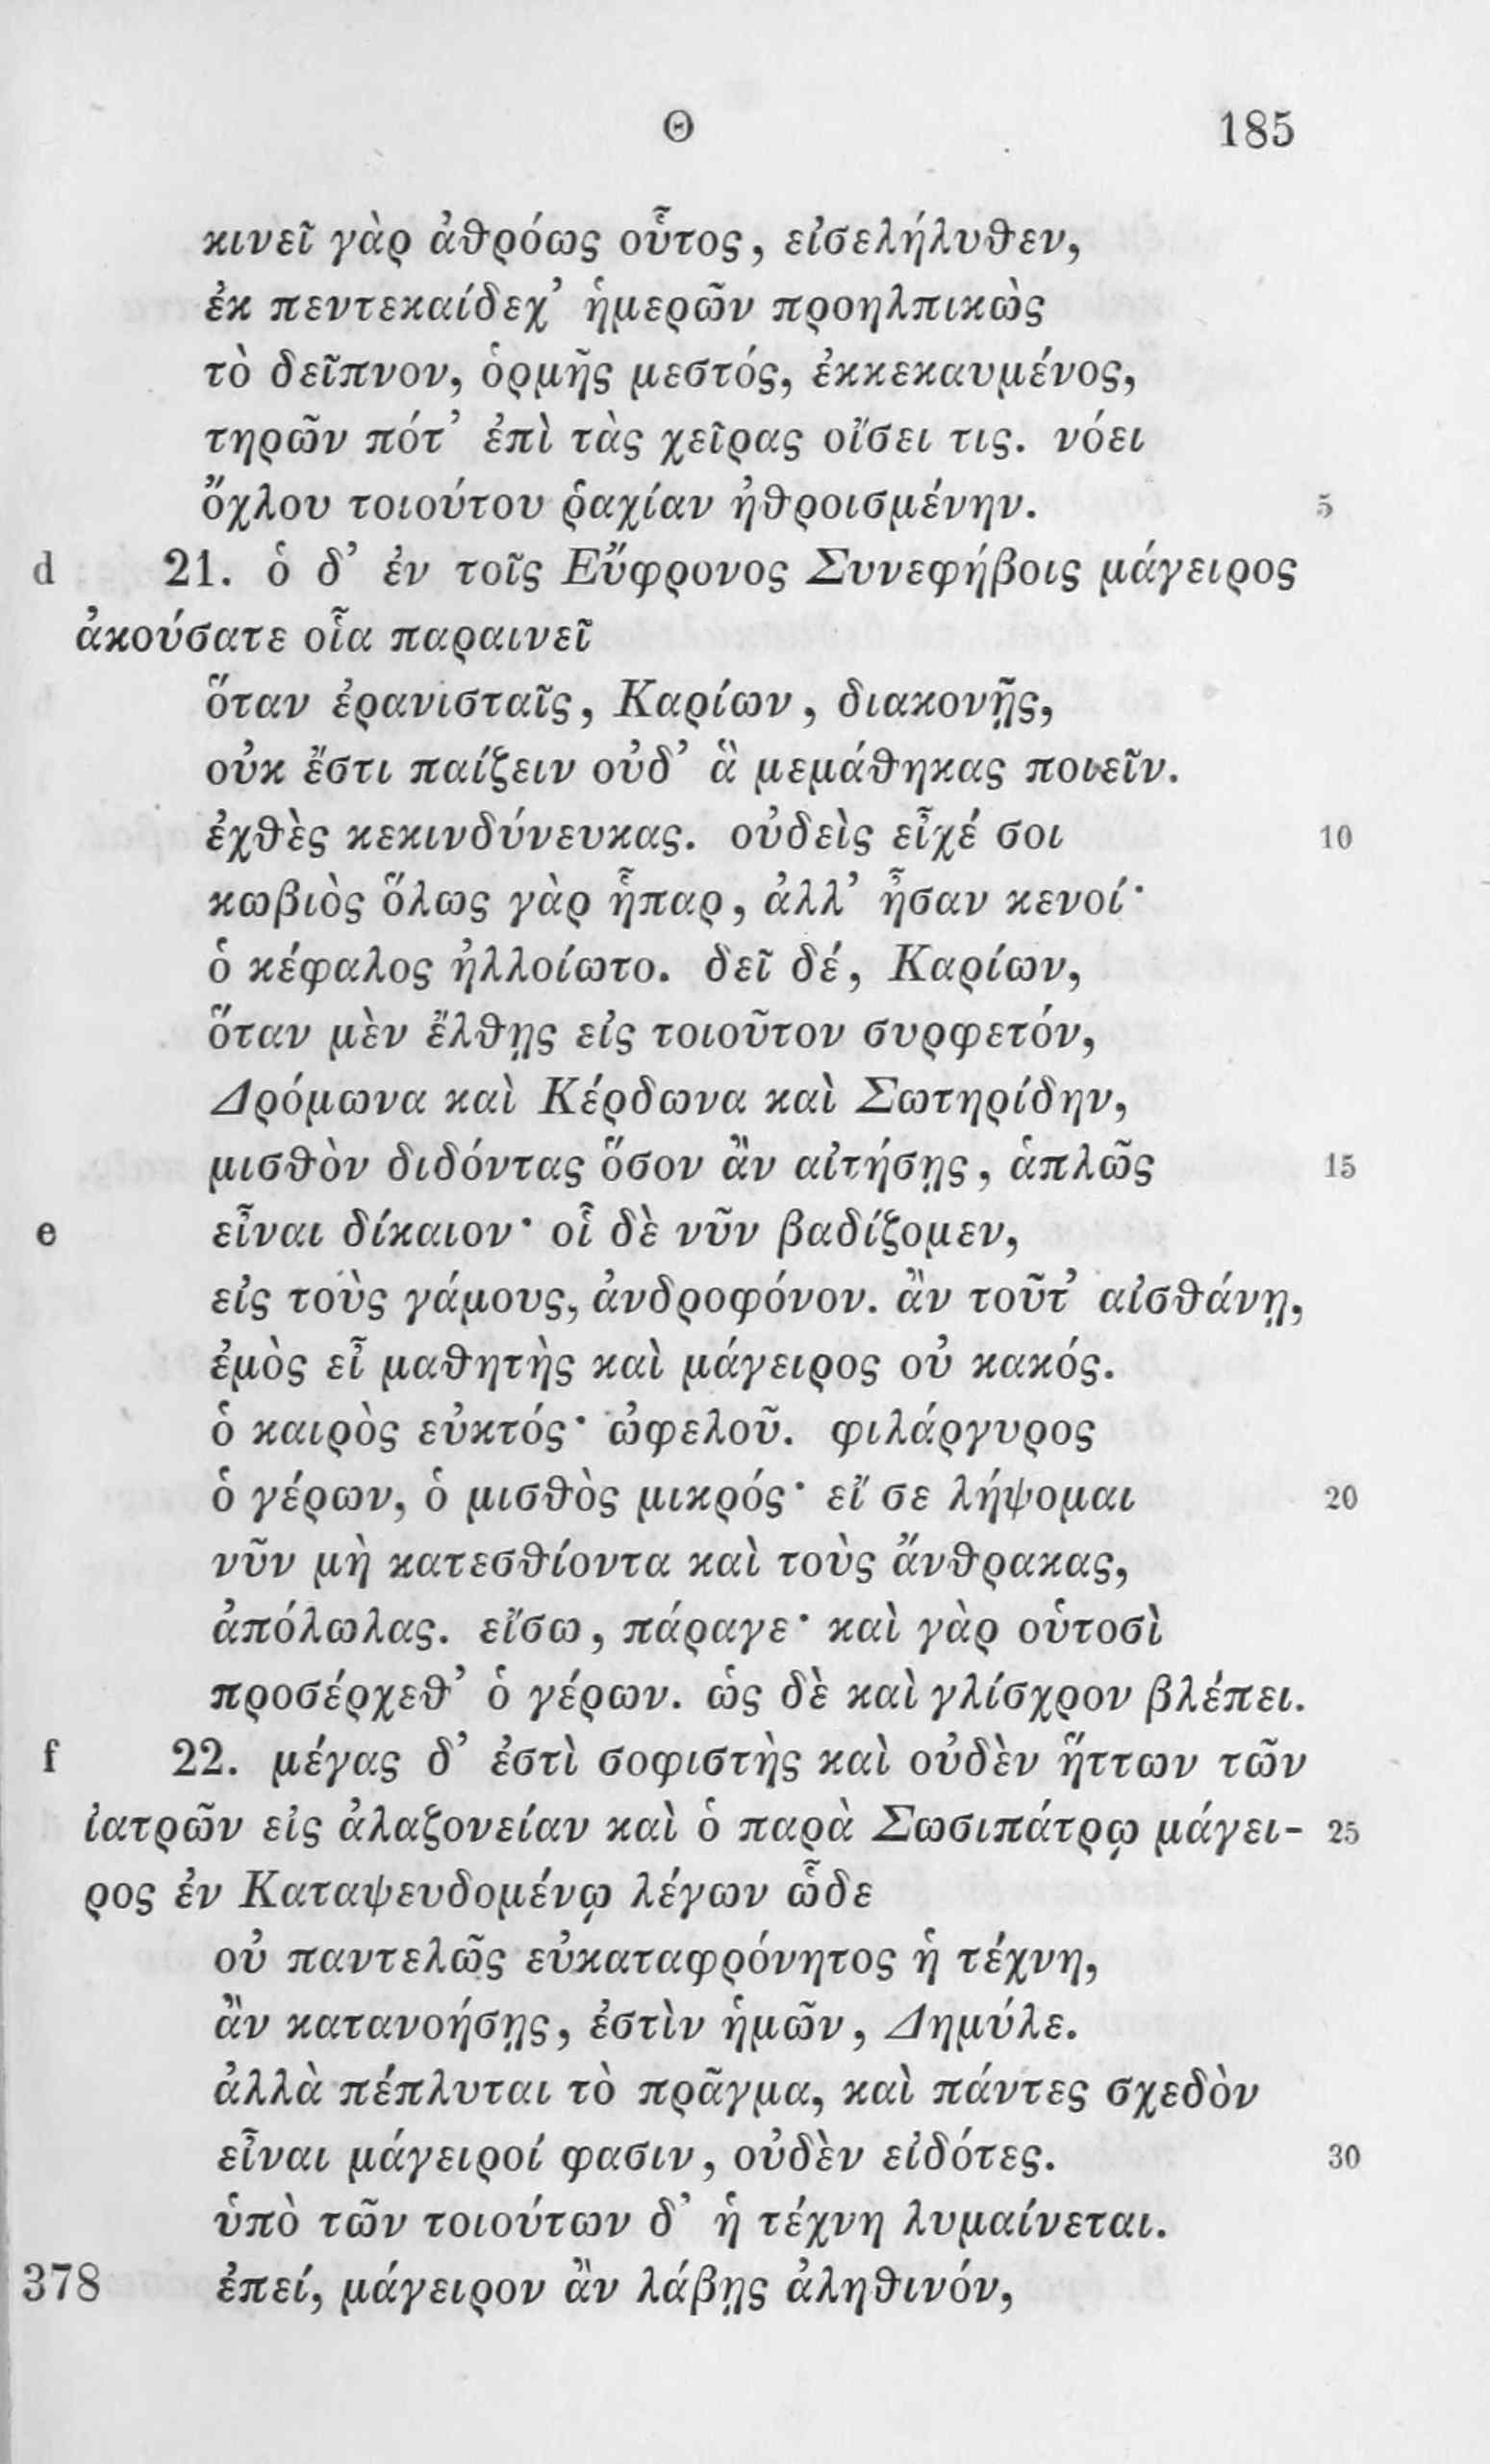 Θ 185
κινεῖ γὰρ ἀθρόως οὗτος, εἰσελήλυθεν,
ἐκ πεντεκαίδεχ’ ἡμερῶν προηλπικὼς
τὸ δεῖπνον, ὁρμῆς μεστός, ἐκκεκαυμένος,
τηρῶν πότ’ ἐπὶ τὰς χεῖρας οἴσει τις. νόει
ὄχλου τοιούτου ῥαχίαν ἠθροισμένην. 5
d 21. ὁ δ’ ἐν τοῖς Εὔφρονος Συνεφήβοις μάγειρος
ἀκούσατε οἷα παραινεῖ
ὅταν ἐρανισταῖς, Καρίων, διακονῇς,
οὐκ ἔστι παίζειν οὐδ’ ἃ μεμάθηκας ποιεῖν.
ἐχθὲς κεκινδύνευκας. οὐδεὶς εἶχέ σοι 10
κωβιὸς ὅλως γὰρ ἧπαρ, ἀλλ’ ἦσαν κενοί·
ὁ κέφαλος ἠλλοίωτο. δεῖ δέ, Καρίων,
ὅταν μὲν ἔλθῃς εἰς τοιοῦτον συρφετόν,
Δρόμωνα καὶ Κέρδωνα καὶ Σωτηρίδην,
μισθὸν διδόντας ὅσον ἂν αἰτήσῃς, ἁπλῶς 15
e εἶναι δίκαιον· οἷ δὲ νῦν βαδίζομεν,
εἰς τοὺς γάμους, ἀνδροφόνον. ἂν τοῦτ’ αἰσθάνῃ,
ἐμὸς εἶ μαθητὴς καὶ μάγειρος οὐ κακός.
ὁ καιρὸς εὐκτός· ὠφελοῦ. φιλάργυρος
ὁ γέρων, ὁ μισθὸς μικρός· εἴ σε λήψομαι 20
νῦν μὴ κατεσθίοντα καὶ τοὺς ἄνθρακας,
ἀπόλωλας. εἴσω, πάραγε· καὶ γὰρ οὑτοσὶ
προσέρχεθ’ ὁ γέρων. ὡς δὲ καὶ γλίσχρον βλέπει.
f 22. μέγας δ’ ἐστὶ σοφιστὴς καὶ οὐδὲν ἥττων τῶν
ἰατρῶν εἰς ἀλαζονείαν καὶ ὁ παρὰ Σωσιπάτρῳ μάγει- 25
ρος ἐν Καταψευδομένῳ λέγων ὧδε
οὐ παντελῶς εὐκαταφρόνητος ἡ τέχνη,
ἂν κατανοήσῃς, ἐστὶν ἡμῶν, Δημύλε.
ἀλλὰ πέπλυται τὸ πρᾶγμα, καὶ πάντες σχεδὸν
εἶναι μάγειροί φασιν, οὐδὲν εἰδότες. 30
ὑπὸ τῶν τοιούτων δ’ ἡ τέχνη λυμαίνεται.
378 ἐπεί, μάγειρον ἂν λάβῃς ἀληθινόν,